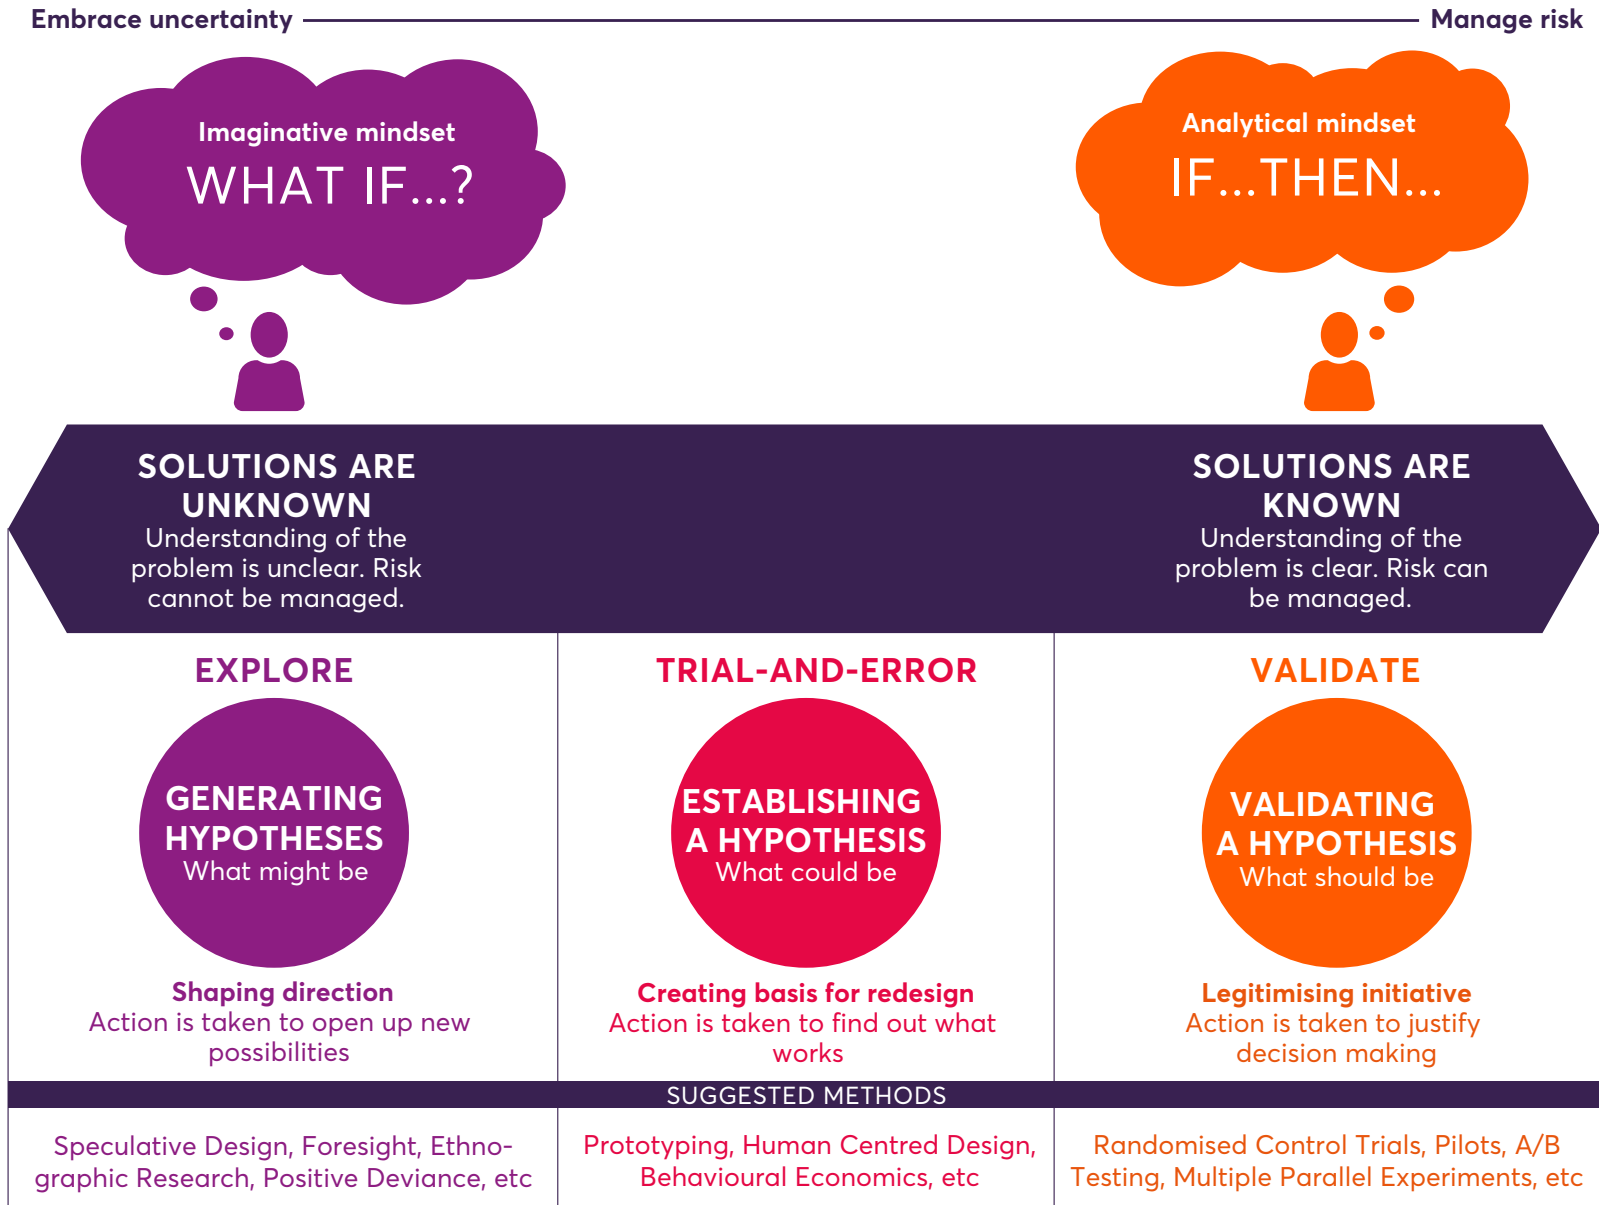 Embrace uncertainty
Manage risk
Imaginative mindset
WHAT IF...?
Analytical mindset
IF...THEN...
SOLUTIONS ARE
UNKNOWN
Understanding of the
problem is unclear. Risk
cannot be managed.
SOLUTIONS ARE
KNOWN
Understanding of the
problem is clear. Risk can
be managed.
EXPLORE
GENERATING
HYPOTHESES
What might be
Shaping direction
Action is taken to open up new
possibilities
TRIAL-AND-ERROR
ESTABLISHING
A HYPOTHESIS
What could be
Creating basis for redesign
Action is taken to find out what
works
VALIDATE
VALIDATING
A HYPOTHESIS
What should be
Legitimising initiative
Action is taken to justify
decision making
SUGGESTED METHODS
Speculative Design, Foresight, Ethno-
graphic Research, Positive Deviance, etc
Prototyping, Human Centred Design,
Behavioural Economics, etc
Randomised Control Trials, Pilots, A/B
Testing, Multiple Parallel Experiments, etc